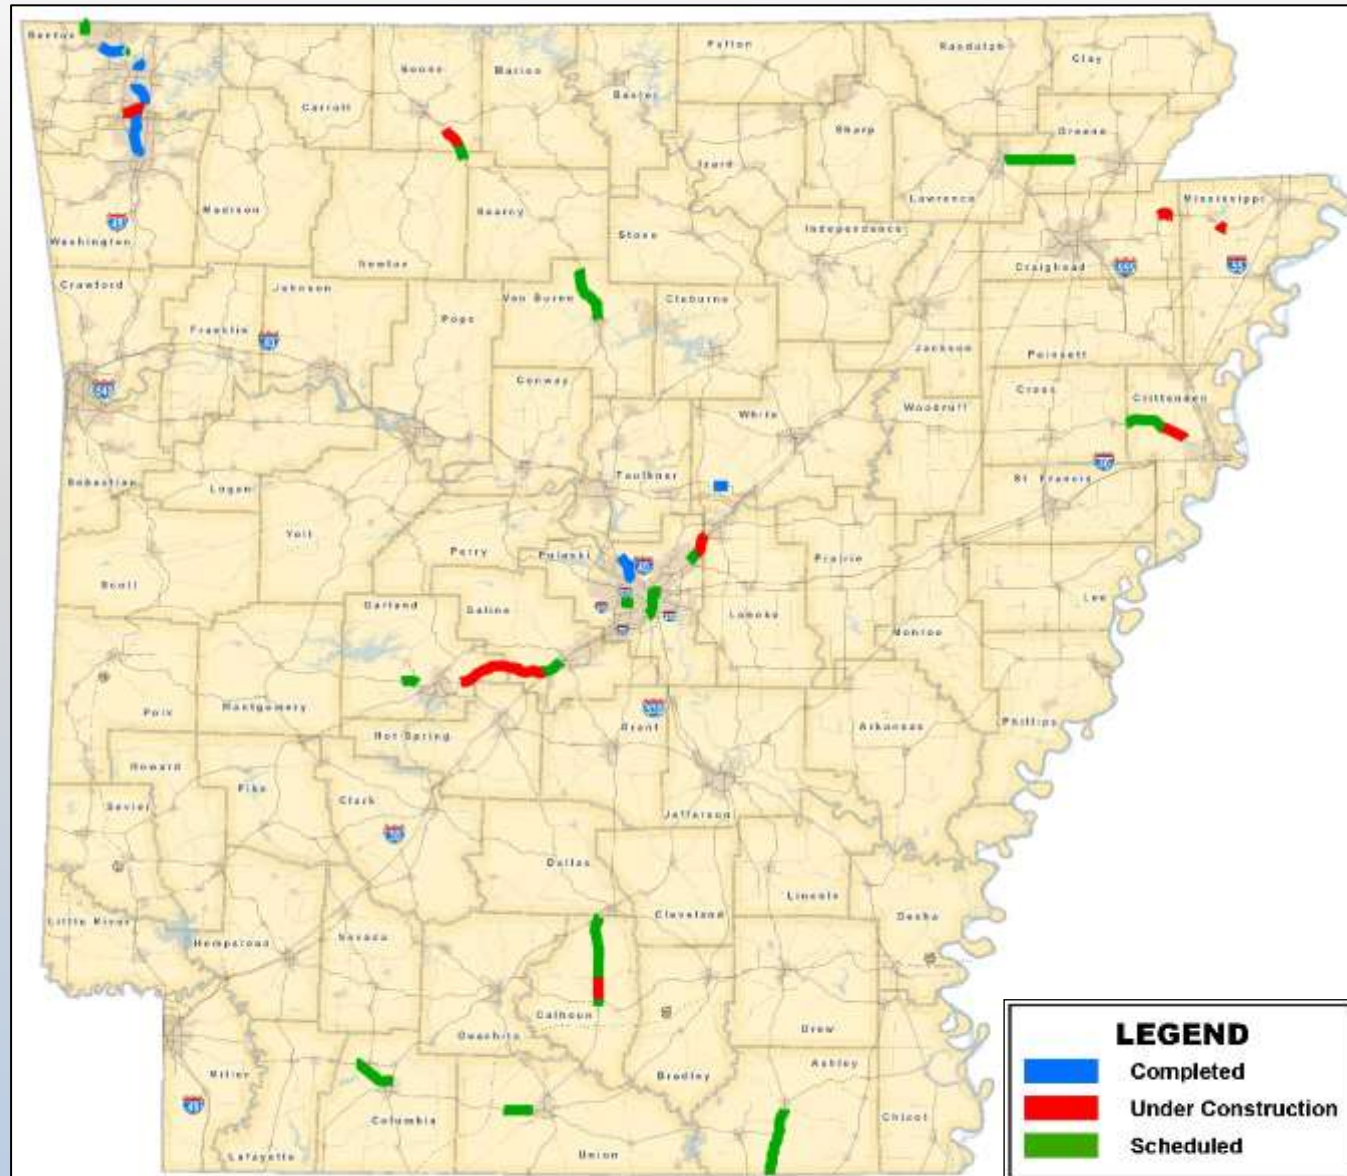 Benton
Carroll
Boone
Marion
Baxter
Fulton
Randolph
Clay
Sharp
Greene
Izard
Lawrence
Madison
Washington
Newton
Searcy
Stone
Independence
Mississippi
Craighead
555
55
Crawford
Franklin
Johnson
Pope
Van Buren
Cleburne
Jackson
Poinsett
Conway
White
Woodruff
Cross
Crittenden
Sebastian
Logan
Yell
Faulkner
St. Francis
Scott
Perry
Pulaski
Prairie
Lee
Garland
Saline
Lonoke
Monroe
Polk
Montgomery
Hot Spring
Grant
Arkansas
Phillips
Howard
Pike
Clark
Sevier
Jefferson
Dallas
Lincoln
Little River
Hempstead
Nevada
Cleveland
Desha
Calhoun
Ouachita
Drew
Miller
Bradley
Ashley
Columbia
Union
Chicot
Lafayette
LEGEND
Completed
Under Construction
Scheduled